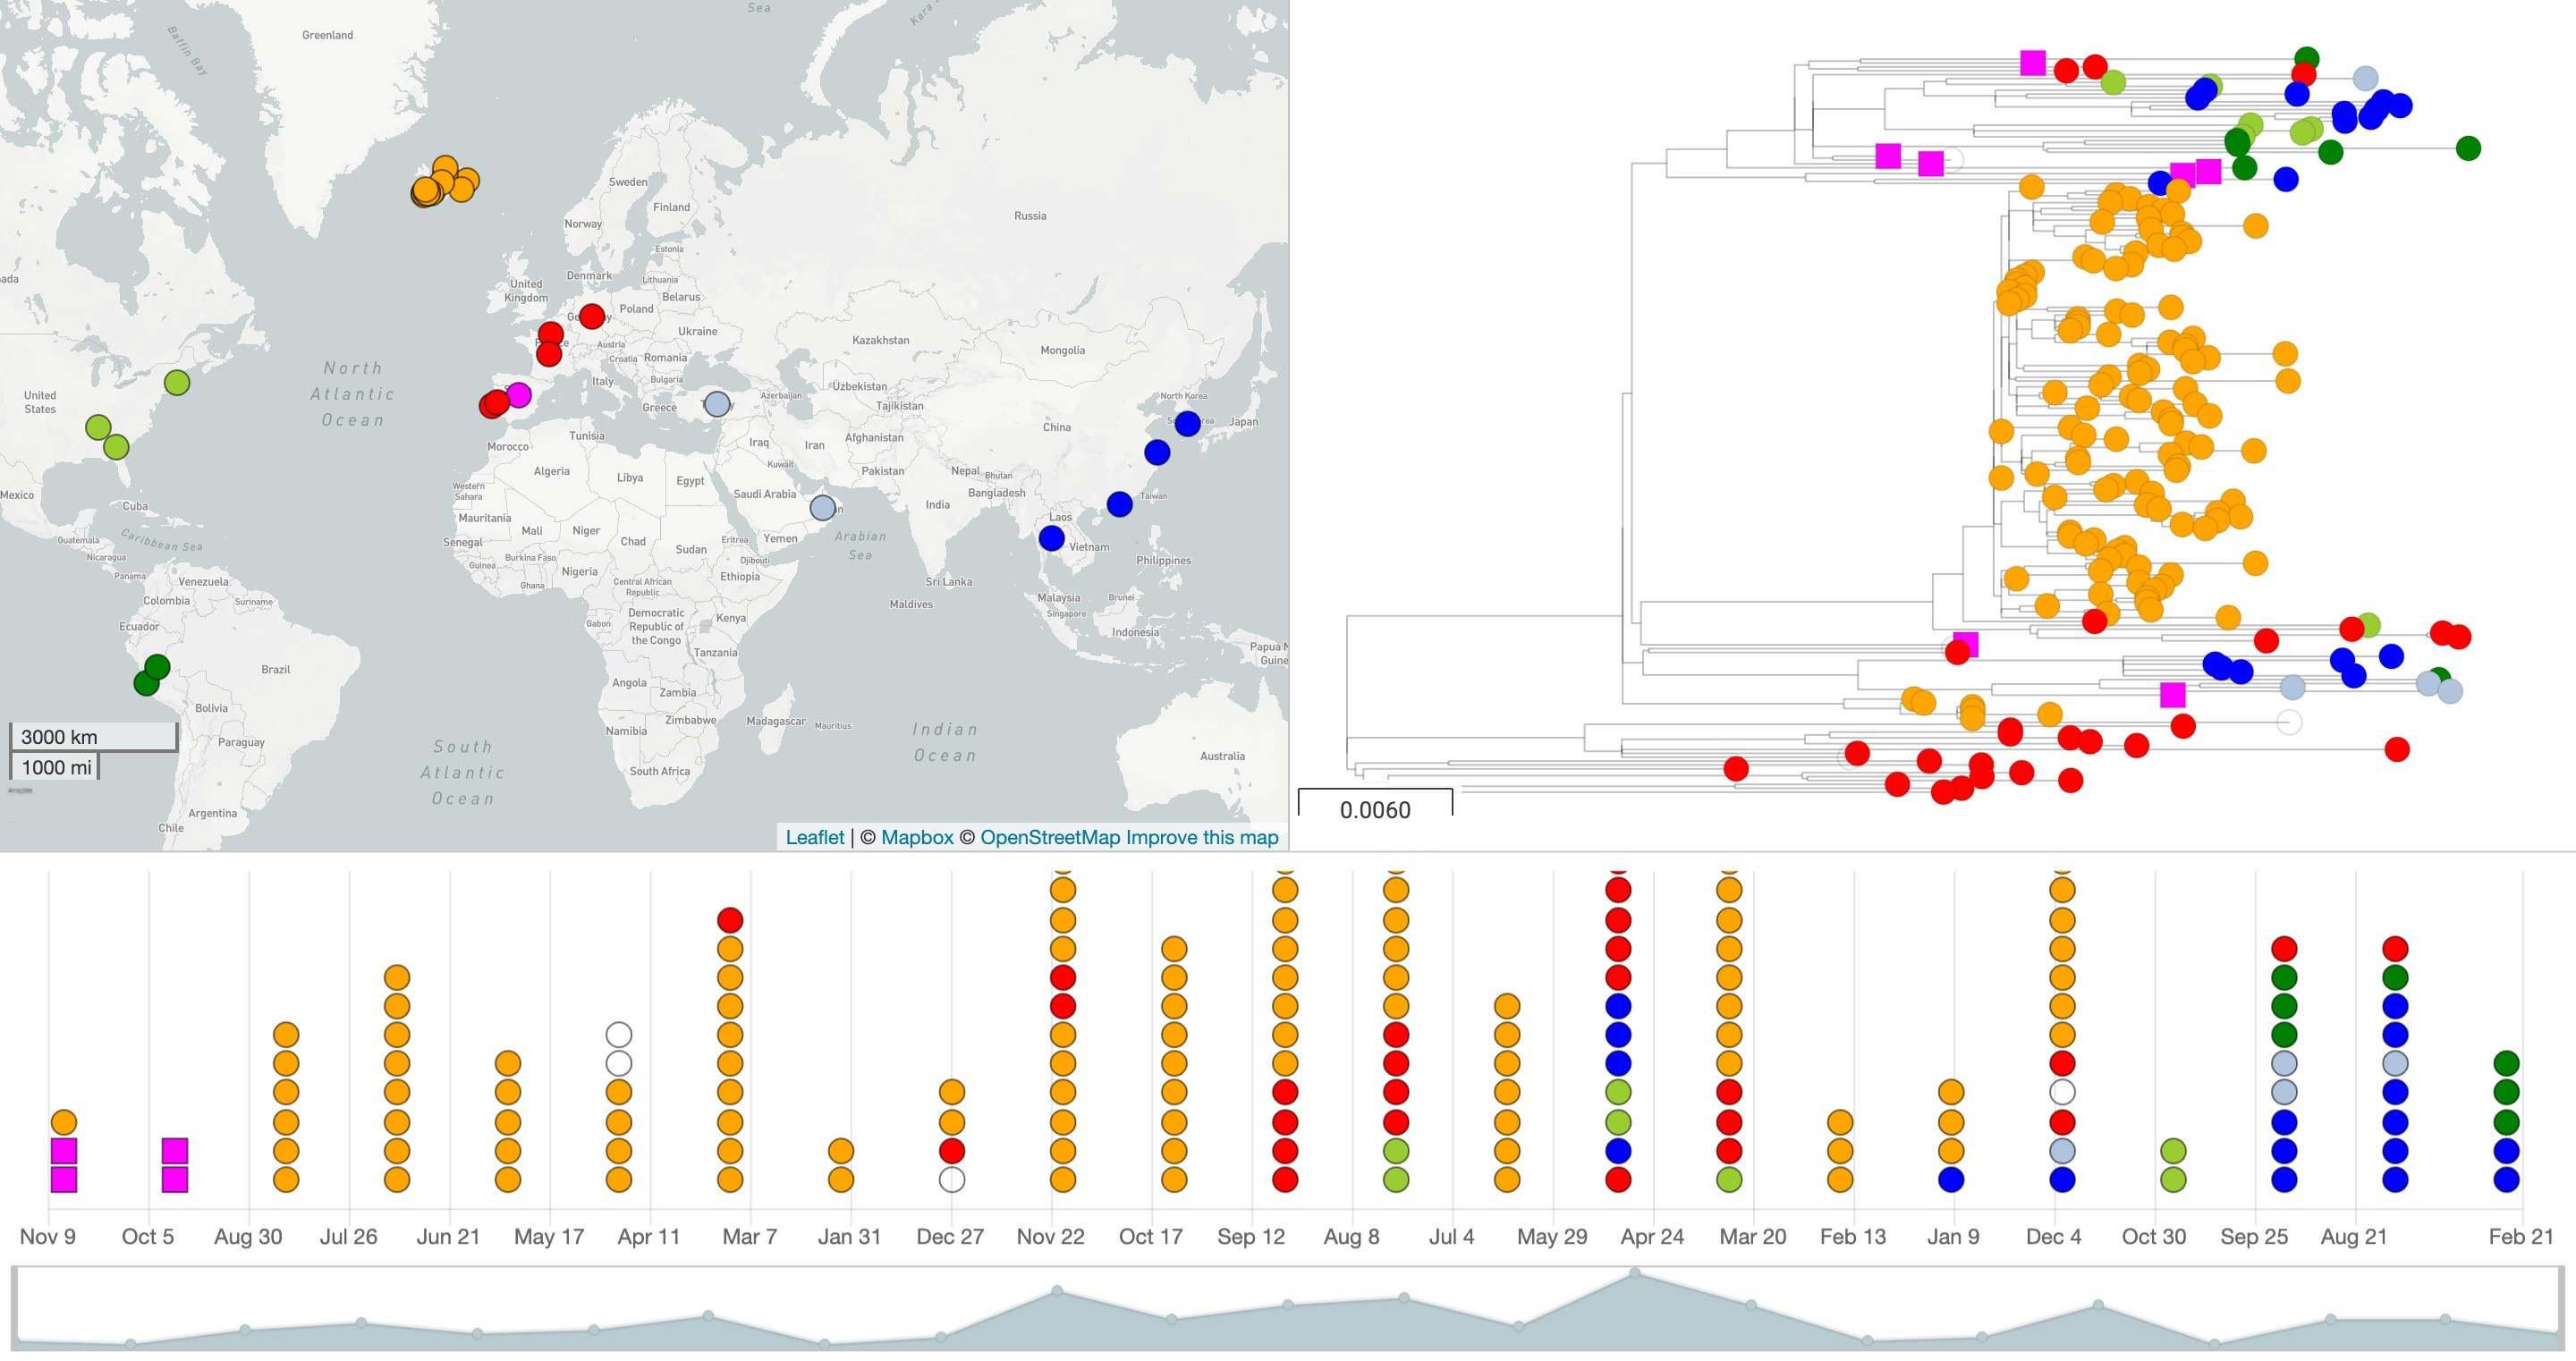 Sea
Kara
Greenland
Baffin Bay
Sweden
Finland
Russia
Norway
Estonia
Denmark
Lithuania
United
Kingdom
Poland
Belarus
Ukraine
Kazakhstan
Mongolia
Austria
Croatia
Romania
North
Atlantic
Ocean
Italy
Bulgaria
Uzbekistan
United
States
Greece
Azerbaijan
Tajikistan
North Korea
China
Japan
Morocco
Tunisia
Iraq
Iran
Afghanistan
Algeria
Libya
Egypt
Kuwait
Pakistan
Nepal
Bhutan
Mexico
Western
Sahara
Saudi Arabia
Bangladesh
Taiwan
Cuba
India
Laos
Mauritania
Mali
Niger
Caribbean Sea
Guatemala
Senegal
Chad
Sudan
Eritrea
Yemen
Arabian
Sea
Vietnam
Nicaragua
Burkina Faso
Djibouti
Philippines
Guinea
Panama
Nigeria
Ghana
Ethiopia
Venezuela
Central African
Republic
Sri Lanka
Colombia
Suriname
Malaysia
Brunei
Maldives
Singapore
Ecuador
Gabon
Democratic
Republic of
the Congo
Kenya
Indonesia
Tanzania
Papua N
Guine
Brazil
Angola
Zambia
Bolivia
Zimbabwe
Madagascar
Mauritius
Namibia
Indian
Ocean
3000 km
Paraguay
South
Atlantic
Ocean
Australia
1000 mi
South Africa
Argentina
Chile
Leaflet | © Mapbox © OpenStreetMap Improve this map
0.0060
Nov 9 Oct 5 Aug 30 Jul 26 Jun 21 May 17 Apr 11 Mar 7 Jan 31 Dec 27 Nov 22 Oct 17 Sep 12 Aug 8 Jul 4 May 29 Apr 24 Mar 20 Feb 13 Jan 9 Dec 4 Oct 30 Sep 25 Aug 21 Feb 21